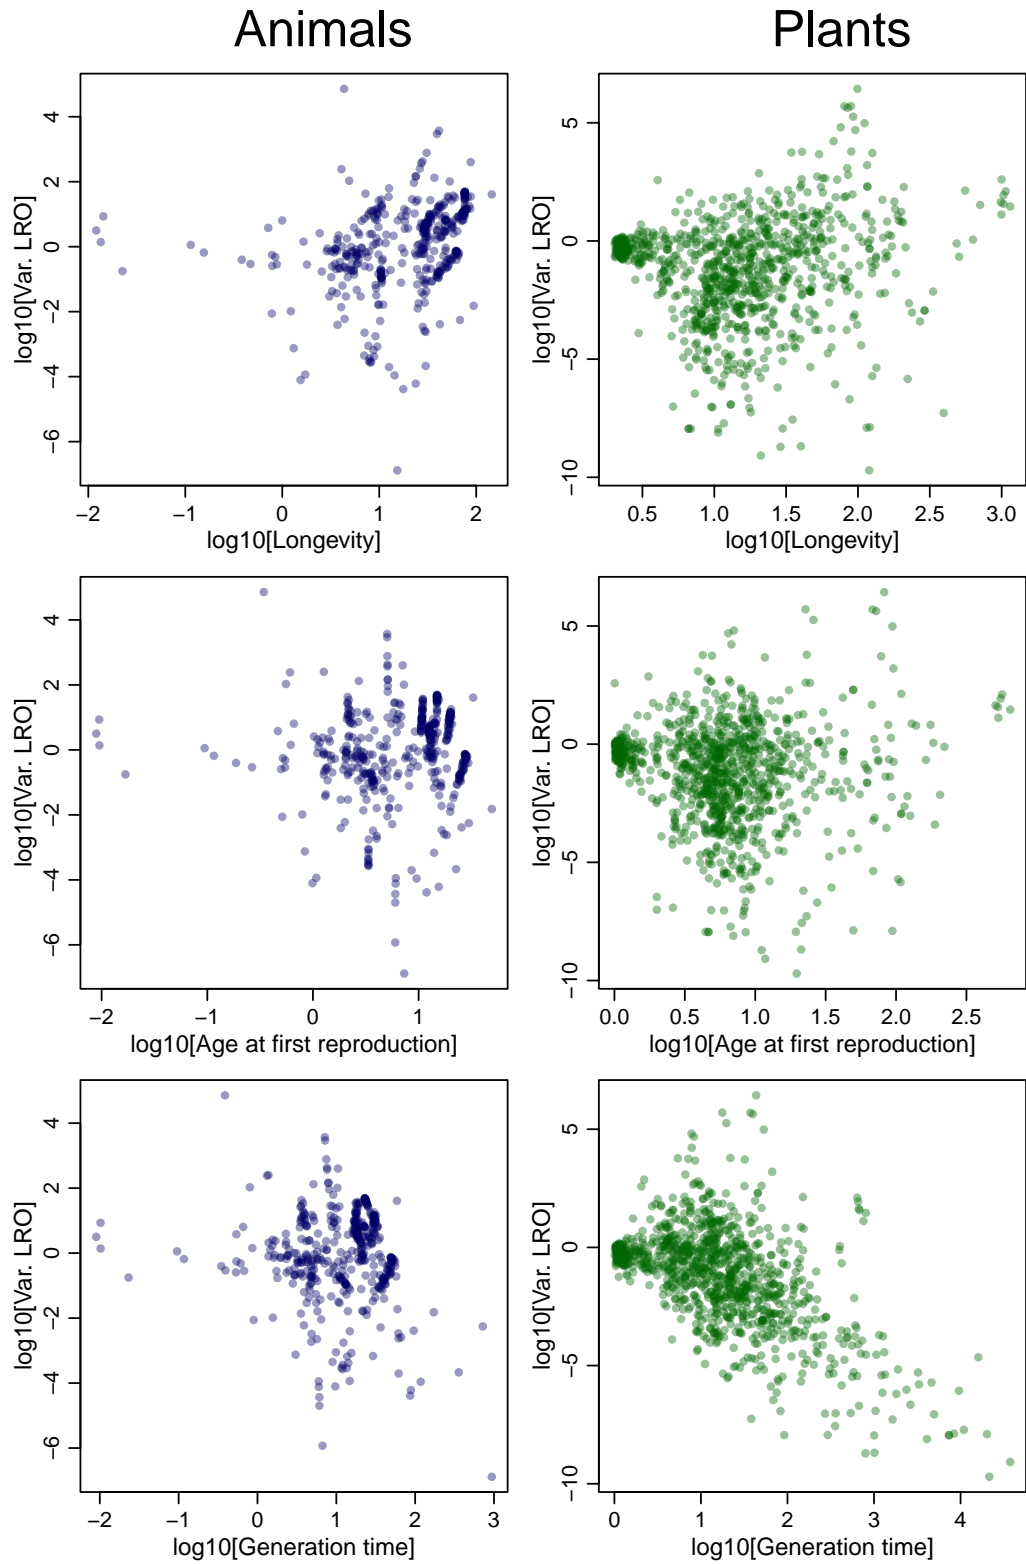 Animals Plants
4
2
0
−2
−4
−6
log10[Var. LRO]
−2 −1 0 1 2
log10[Longevity]
5
0
−5
−10
log10[Var. LRO]
0.5 1.0 1.5 2.0 2.5 3.0
log10[Longevity]
4
2
0
−2
−4
−6
log10[Var. LRO]
−2 −1 0 1
log10[Age at first reproduction]
5
0
−5
−10
log10[Var. LRO]
0.0 0.5 1.0 1.5 2.0 2.5
log10[Age at first reproduction]
4
2
0
−2
−4
−6
log10[Var. LRO]
−2 −1 0 1 2 3
log10[Generation time]
5
0
−5
−10
log10[Var. LRO]
0 1 2 3 4
log10[Generation time]